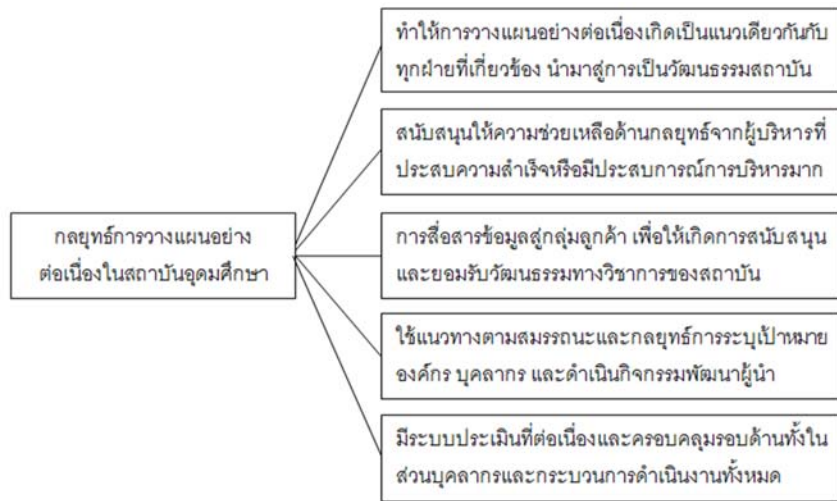 ทำให้การวางแผนอย่างต่อเนื่องเกิดเป็นแนวเดียวกันกับ
ทุกฝ่ายที่เกี่ยวข้อง นำมาสู่การเป็นวัฒนธรรมสถาบัน
สนับสนุนให้ความช่วยเหลือด้านกลยุทธ์จากผู้บริหารที่
ประสบความสำเร็จหรือมีประสบการณ์การบริหารมาก
กลยุทธ์การวางแผนอย่าง
ต่อเนื่องในสถาบันอุดมศึกษา
การสื่อสารข้อมูลสู่กลุ่มลูกค้า เพื่อให้เกิดการสนับสนุน
และยอมรับวัฒนธรรมทางวิชาการของสถาบัน
ใช้แนวทางตามสมรรถนะและกลยุทธ์การระบุเป้าหมาย
องค์กร บุคลากร และดำเนินกิจกรรมพัฒนาผู้นำ
มีระบบประเมินที่ต่อเนื่องและครอบคลุมรอบด้านทั้งใน
ส่วนบุคลากรและกระบวนการดำเนินงานทั้งหมด